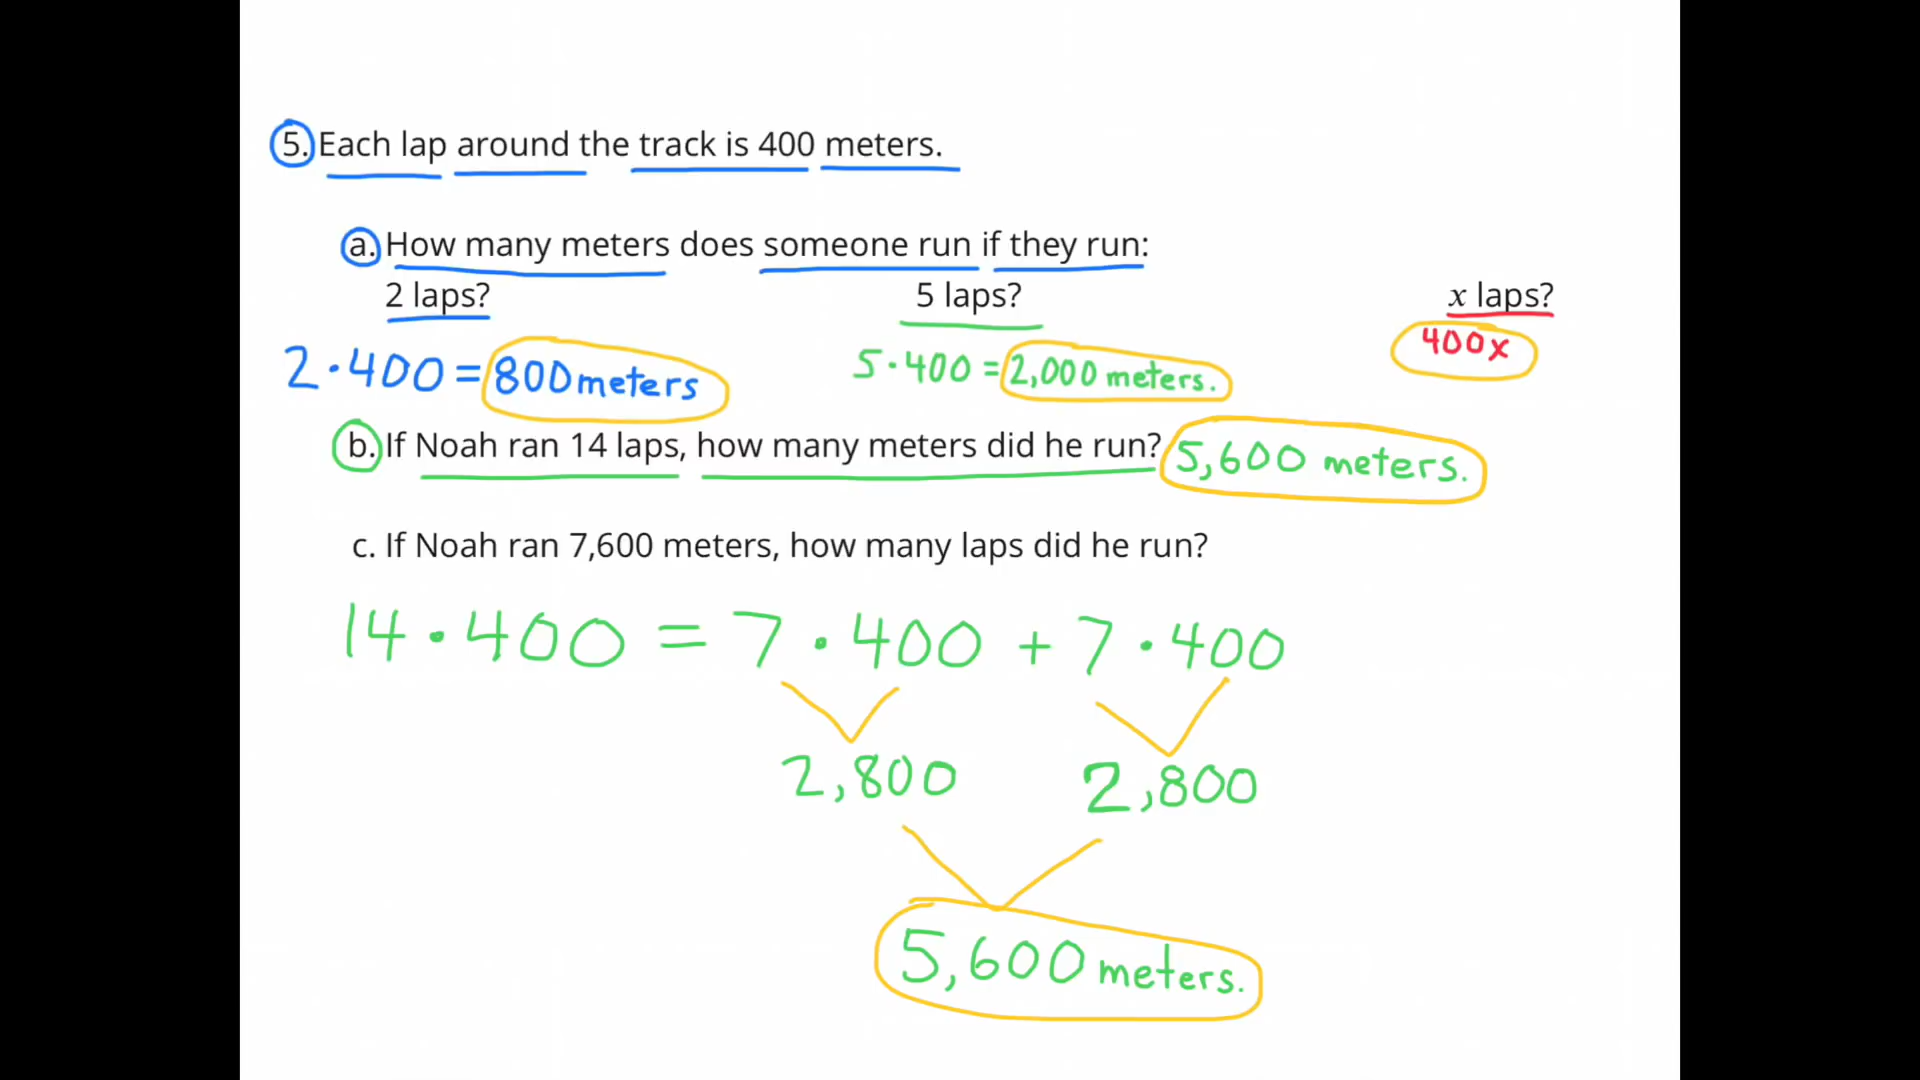 5. Each lap around the track is 400 meters.
a. How many meters does someone run if they run:
2 laps? 5 laps? x laps?
2·400 = 800 meters 5·400 = 2,000 meters. 400x
b. If Noah ran 14 laps, how many meters did he run? 5,600 meters.
c. If Noah ran 7,600 meters, how many laps did he run?
14·400 = 7·400 + 7·400
2,800 2,800
5,600 meters.